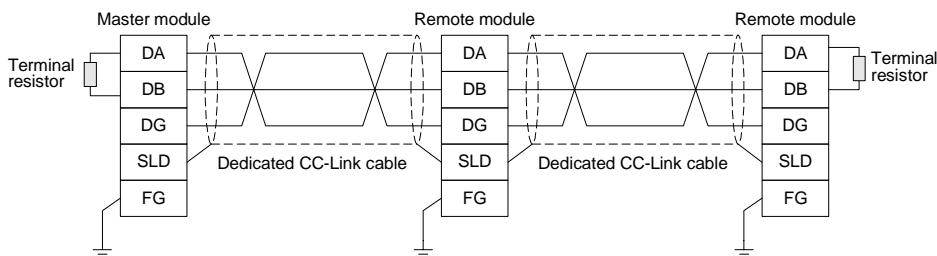 Master module
Remote module
Remote module
Terminal
resistor
DA
DB
DG
SLD
FG
Dedicated CC-Link cable
DA
DB
DG
SLD
FG
Dedicated CC-Link cable
DA
DB
DG
SLD
FG
Terminal
resistor